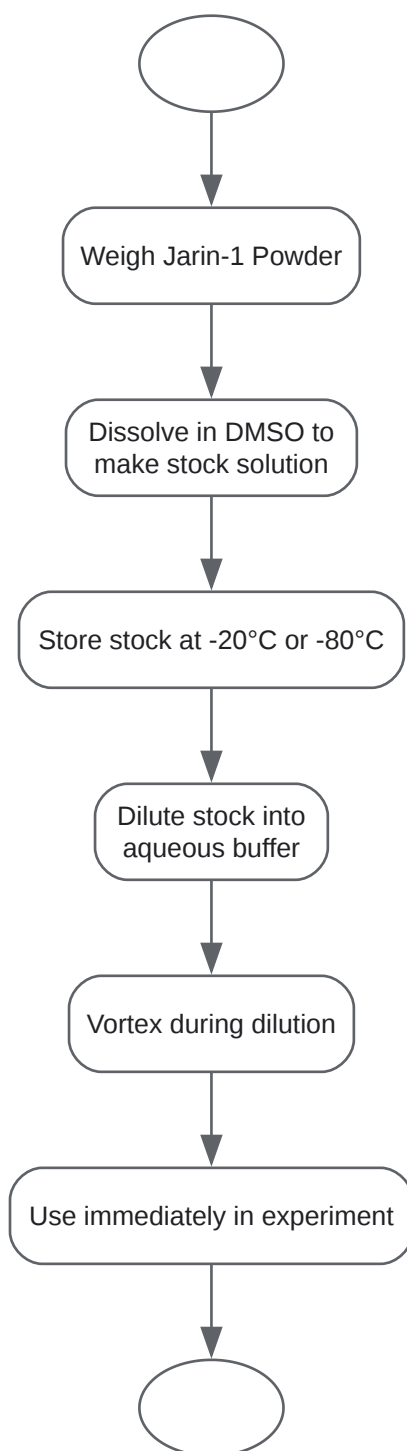 Weigh Jarin-1 Powder
Dissolve in DMSO to
make stock solution
Store stock at -20°C or -80°C
Dilute stock into
aqueous buffer
Vortex during dilution
Use immediately in experiment